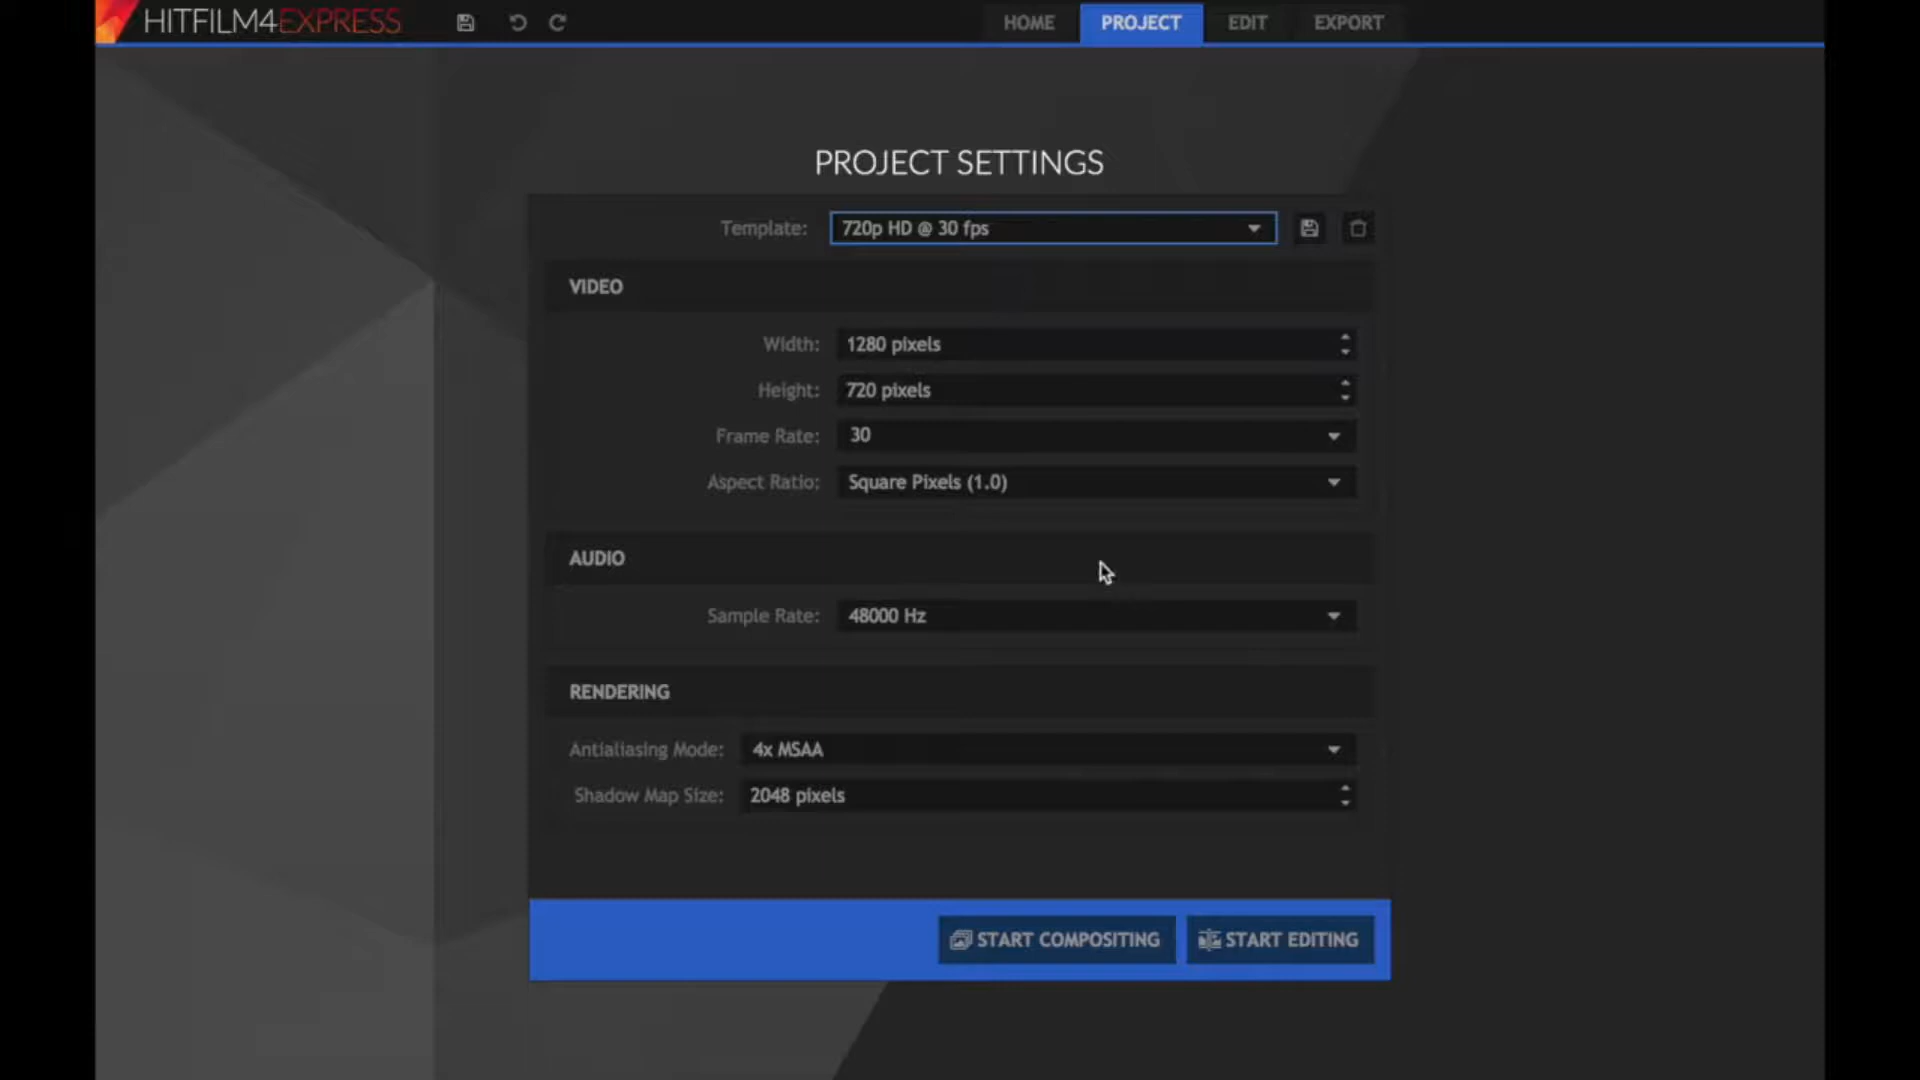 HITFILM4EXPRESS
HOME PROJECT EDIT EXPORT
PROJECT SETTINGS
Template: 720p HD @ 30 fps
VIDEO
Width: 1280 pixels
Height: 720 pixels
Frame Rate: 30
Aspect Ratio: Square Pixels (1.0)
AUDIO
Sample Rate: 48000 Hz
RENDERING
Antialiasing Mode: 4x MSAA
Shadow Map Size: 2048 pixels
START COMPOSITING START EDITING